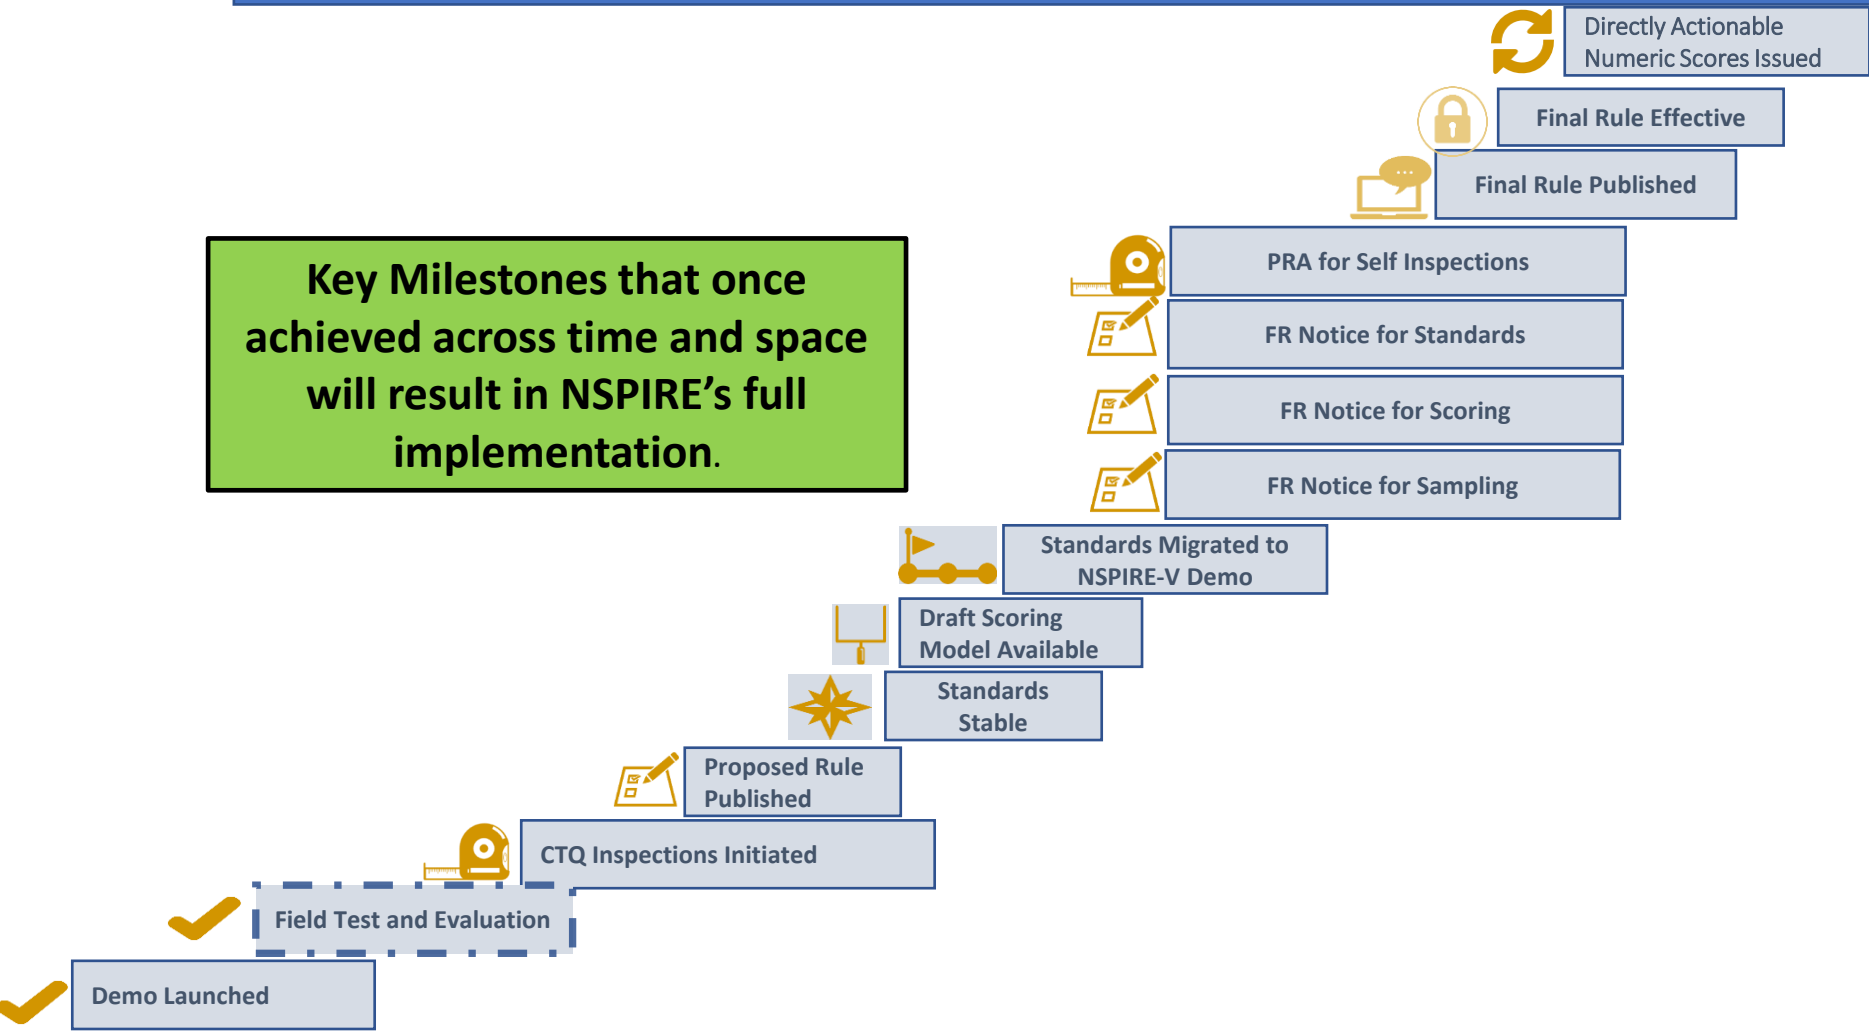 Directly Actionable
Numeric Scores Issued
Final Rule Effective
Final Rule Published
Key Milestones that once
achieved across time and space
will result in NSPIRE’s full
implementation.
PRA for Self Inspections
FR Notice for Standards
FR Notice for Scoring
FR Notice for Sampling
Standards Migrated to
NSPIRE-V Demo
Draft Scoring
Model Available
Standards
Stable
Proposed Rule
Published
CTQ Inspections Initiated
Field Test and Evaluation
Demo Launched